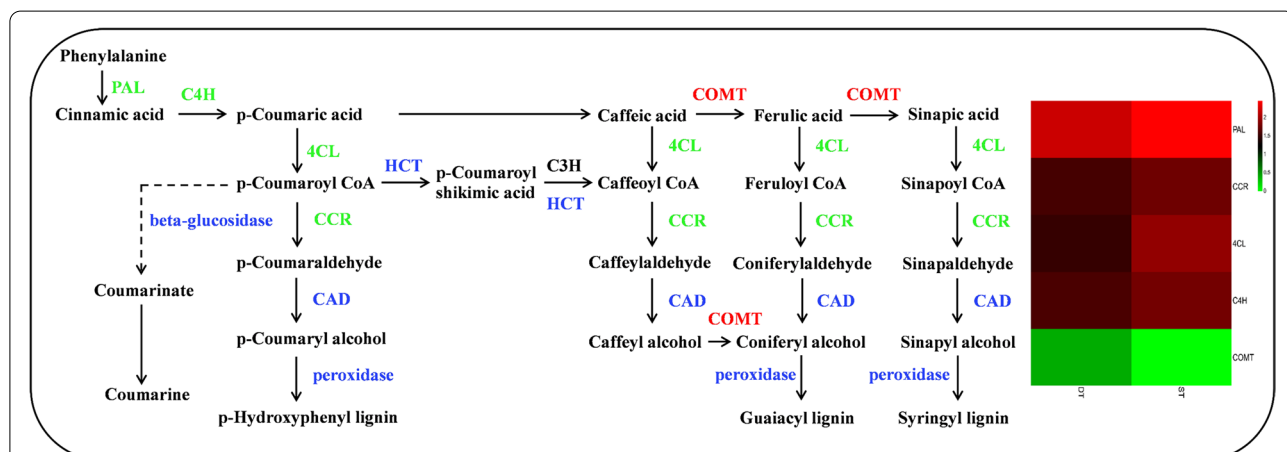 Phenylalanine
PAL
C4H
COMT
COMT
Cinnamic acid
p-Coumaric acid
Caffeic acid
Ferulic acid
Sinapic acid
4CL
4CL
4CL
4CL
HCT
C3H
p-Coumaroyl CoA
p-Coumaroyl
shikimic acid
Caffeoyl CoA
Feruloyl CoA
Sinapoyl CoA
HCT
beta-glucosidase
CCR
CCR
CCR
CCR
p-Coumaraldehyde
Caffeylaldehyde
Coniferylaldehyde
Sinapaldehyde
Coumarinate
CAD
CAD
CAD
CAD
COMT
p-Coumaryl alcohol
Caffeyl alcohol
Coniferyl alcohol
Sinapyl alcohol
peroxidase
peroxidase
peroxidase
Coumarine
p-Hydroxyphenyl lignin
Guaiacyl lignin
Syringyl lignin
PAL
CCR
4CL
C4H
COMT
DT
ST
2
1.5
1
0.5
0